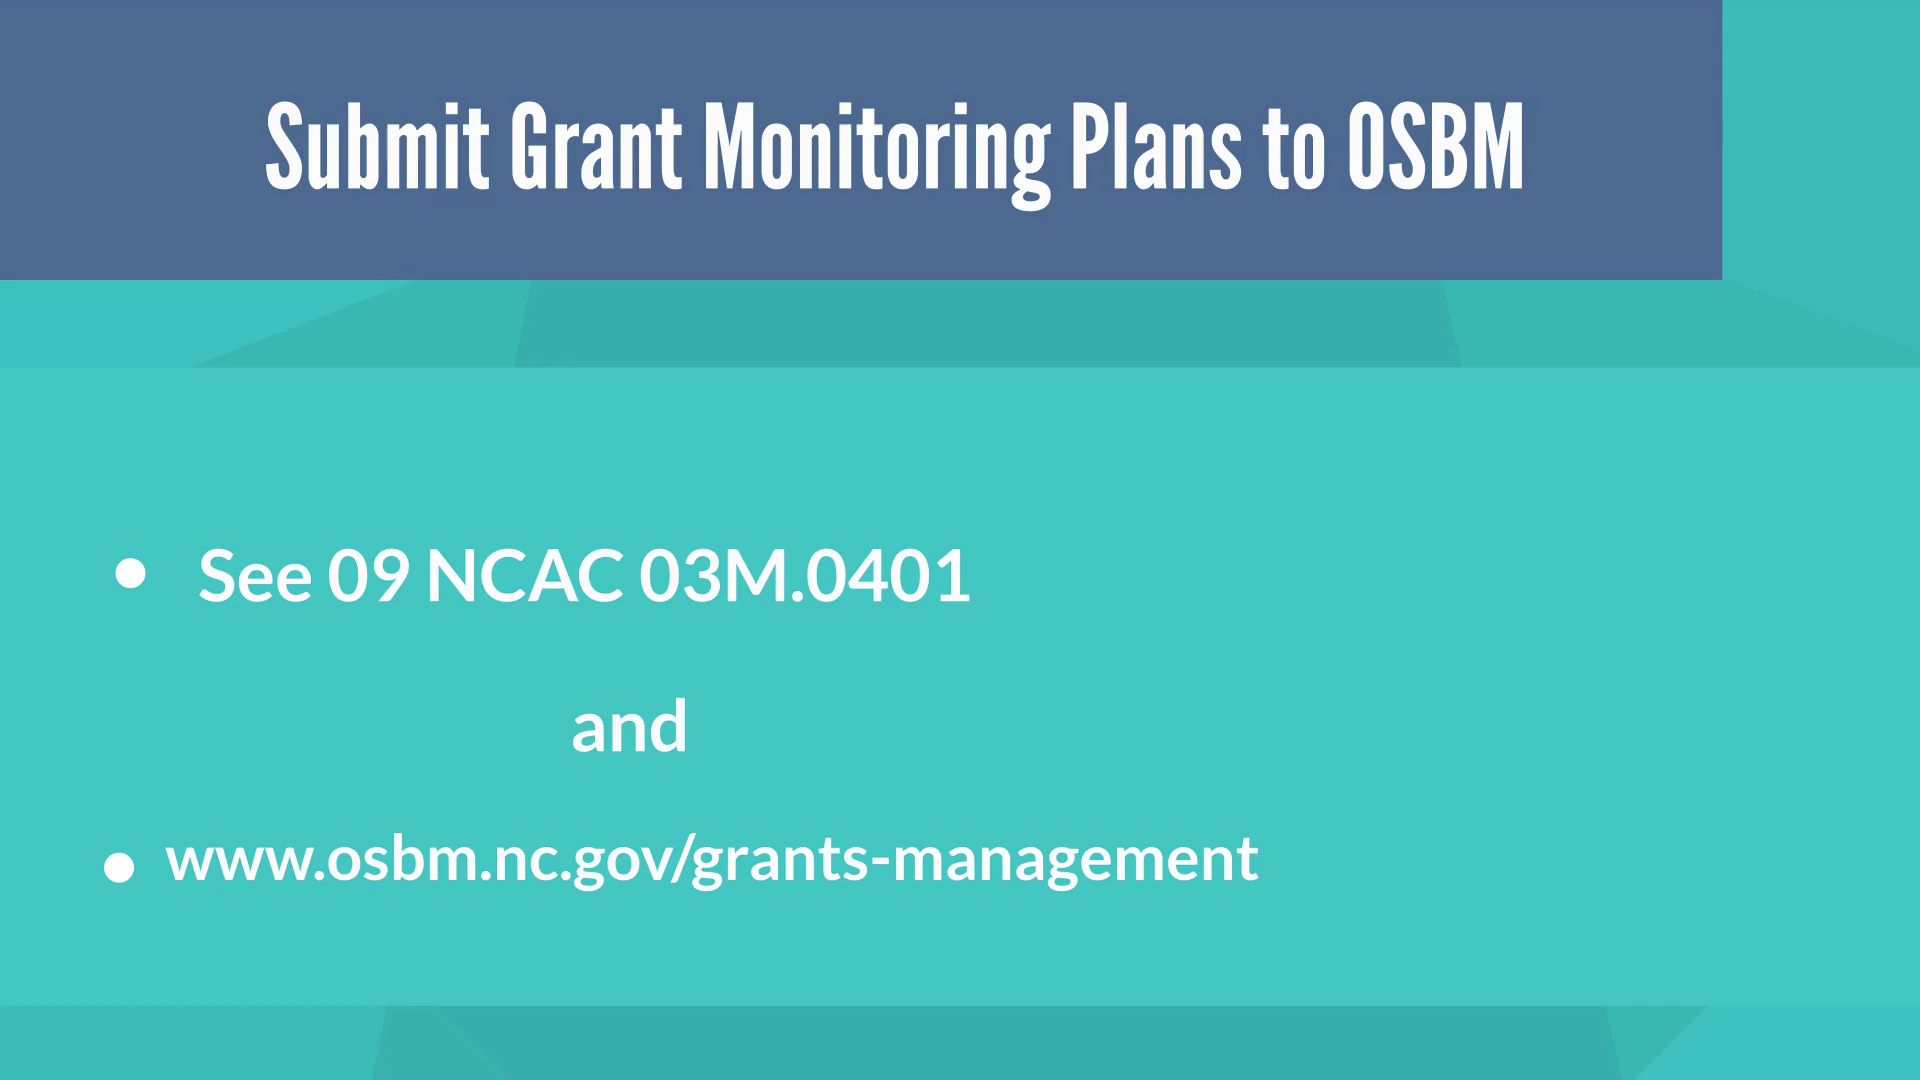 Submit Grant Monitoring Plans to OSBM
• See 09 NCAC 03M.0401
and
• www.osbm.nc.gov/grants-management